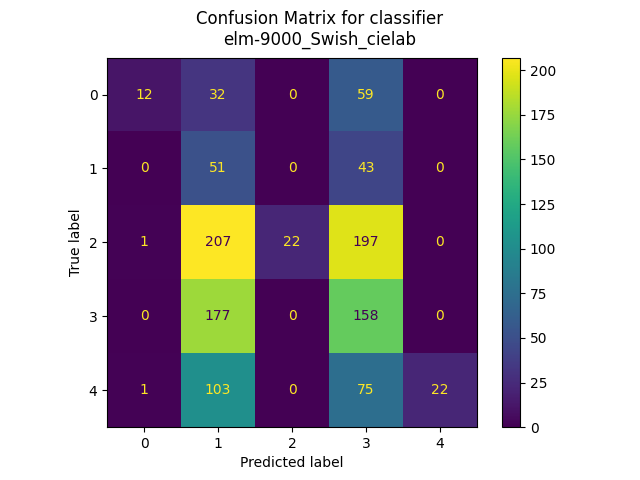 Confusion Matrix for classifier
elm-9000_Swish_cielab
True label
0 12 32 0 59 0
1 0 51 0 43 0
2 1 207 22 197 0
3 0 177 0 158 0
4 1 103 0 75 22
0 1 2 3 4
Predicted label
200
175
150
125
100
75
50
25
0